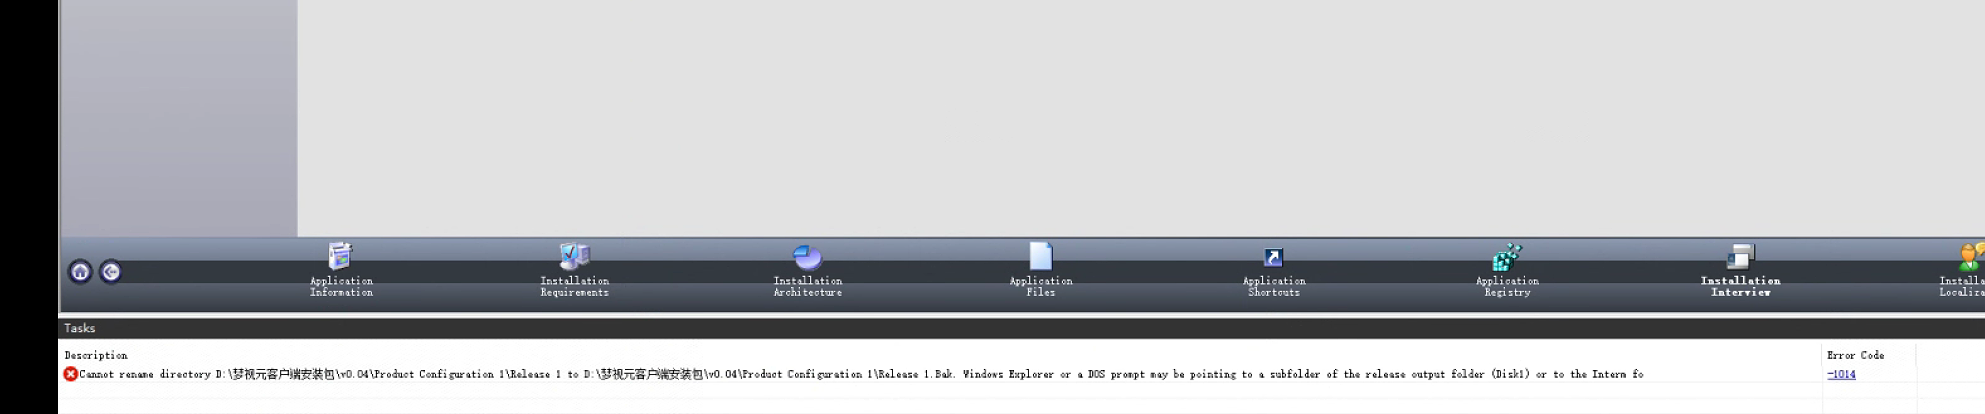 Application
Information
Installation
Requirements
Installation
Architecture
Application
Files
Application
Shortcuts
Application
Registry
Installation
Interview
Installa
Localiza
Tasks
Description
Error Code
Cannot rename directory D:\梦视元客户端安装包\v0.04\Product Configuration 1\Release 1 to D:\梦视元客户端安装包\v0.04\Product Configuration 1\Release 1.Bak. Windows Explorer or a DOS prompt may be pointing to a subfolder of the release output folder (Disk1) or to the Interm fo
-1014